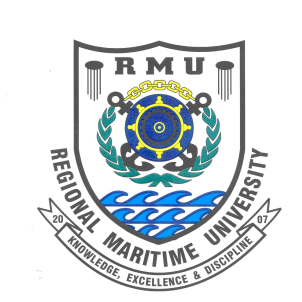 RMU
REGIONAL MARITIME UNIVERSITY
20 07
KNOWLEDGE, EXCELLENCE & DISCIPLINE